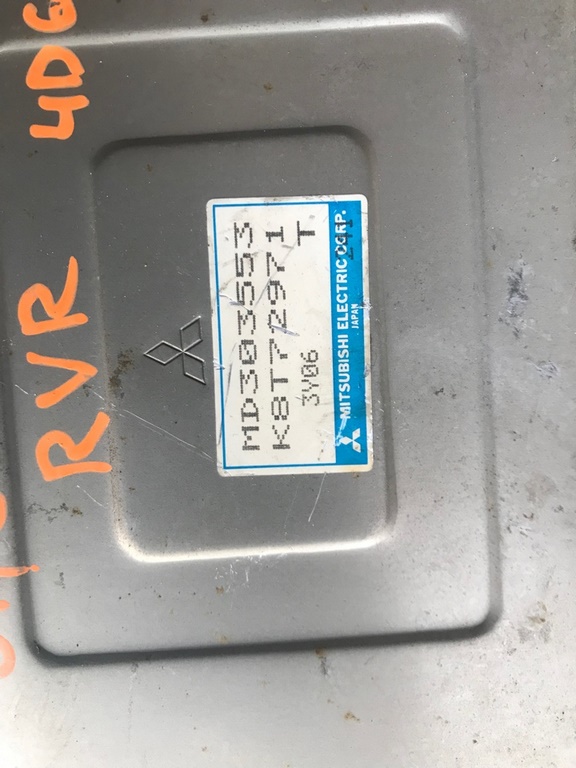 RVR 4D6
MD303553
K8T72971
3Y06 T
MITSUBISHI ELECTRIC CORP.
JAPAN